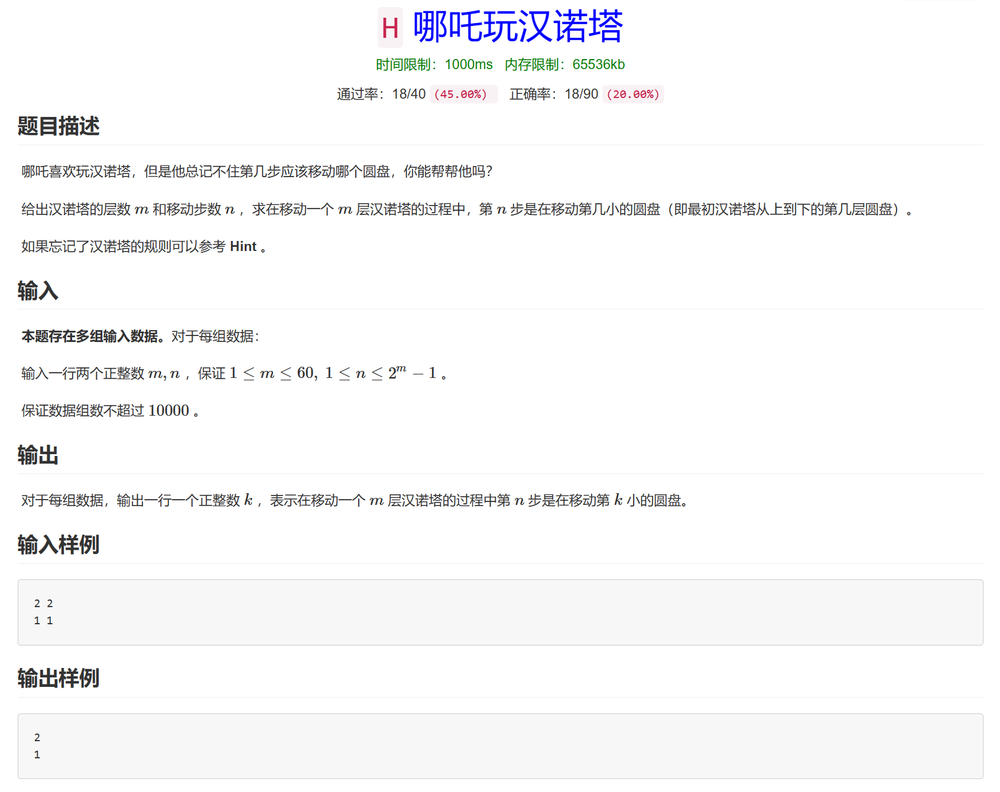 H 哪吒玩汉诺塔
时间限制：1000ms 内存限制：65536kb
通过率：18/40 (45.00%) 正确率：18/90 (20.00%)
题目描述
哪吒喜欢玩汉诺塔，但是他总记不住第几步应该移动哪个圆盘，你能帮帮他吗？
给出汉诺塔的层数 m 和移动步数 n ，求在移动一个 m 层汉诺塔的过程中，第 n 步是在移动第几小的圆盘（即最初汉诺塔从上到下的第几层圆盘）。
如果忘记了汉诺塔的规则可以参考 Hint 。
输入
本题存在多组输入数据。对于每组数据：
输入一行两个正整数 m, n ，保证 1 ≤ m ≤ 60, 1 ≤ n ≤ 2^m − 1 。
保证数据组数不超过 10000 。
输出
对于每组数据，输出一行一个正整数 k ，表示在移动一个 m 层汉诺塔的过程中第 n 步是在移动第 k 小的圆盘。
输入样例
2 2
1 1
输出样例
2
1